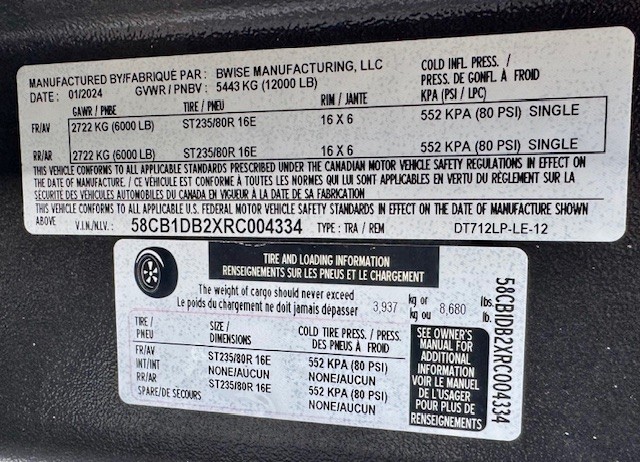 MANUFACTURED BY/FABRIQUÉ PAR : BWISE MANUFACTURING, LLC
DATE : 01/2024 GVWR / PNBV : 5443 KG (12000 LB)
COLD INFL. PRESS. /
PRESS. DE GONFL. À FROID
GAWR / PNBE TIRE / PNEU RIM / JANTE KPA (PSI / LPC)
FR/AV 2722 KG (6000 LB) ST235/80R 16E 16 X 6 552 KPA (80 PSI) SINGLE
RR/AR 2722 KG (6000 LB) ST235/80R 16E 16 X 6 552 KPA (80 PSI) SINGLE
THIS VEHICLE CONFORMS TO ALL APPLICABLE STANDARDS PRESCRIBED UNDER THE CANADIAN MOTOR VEHICLE SAFETY REGULATIONS IN EFFECT ON
THE DATE OF MANUFACTURE. / CE VÉHICULE EST CONFORME À TOUTES LES NORMES QUI LUI SONT APPLICABLES EN VERTU DU RÈGLEMENT SUR LA
SÉCURITÉ DES VÉHICULES AUTOMOBILES DU CANADA EN VIGUEUR À LA DATE DE SA FABRICATION
THIS VEHICLE CONFORMS TO ALL APPLICABLE U.S. FEDERAL MOTOR VEHICLE SAFETY STANDARDS IN EFFECT ON THE DATE OF MANUFACTURE SHOWN
ABOVE V.I.N/N.I.V.: 58CB1DB2XRC004334 TYPE : TRA / REM DT712LP-LE-12
TIRE AND LOADING INFORMATION
RENSEIGNEMENTS SUR LES PNEUS ET LE CHARGEMENT
The weight of cargo should never exceed
Le poids du chargement ne doit jamais dépasser
3,937 kg or 8,680 lbs.
kg ou lb.
TIRE / SIZE / COLD TIRE PRESS. / PRESS.
PNEU DIMENSIONS DES PNEUS À FROID
FR/AV ST235/80R 16E 552 KPA (80 PSI)
INT/INT NONE/AUCUN NONE/AUCUN
RR/AR ST235/80R 16E 552 KPA (80 PSI)
SPARE/DE SECOURS NONE/AUCUN NONE/AUCUN
SEE OWNER'S
MANUAL FOR
ADDITIONAL
INFORMATION
VOIR LE MANUEL
DE L'USAGER
POUR PLUS DE
RENSEIGNEMENTS
58CB1DB2XRC004334